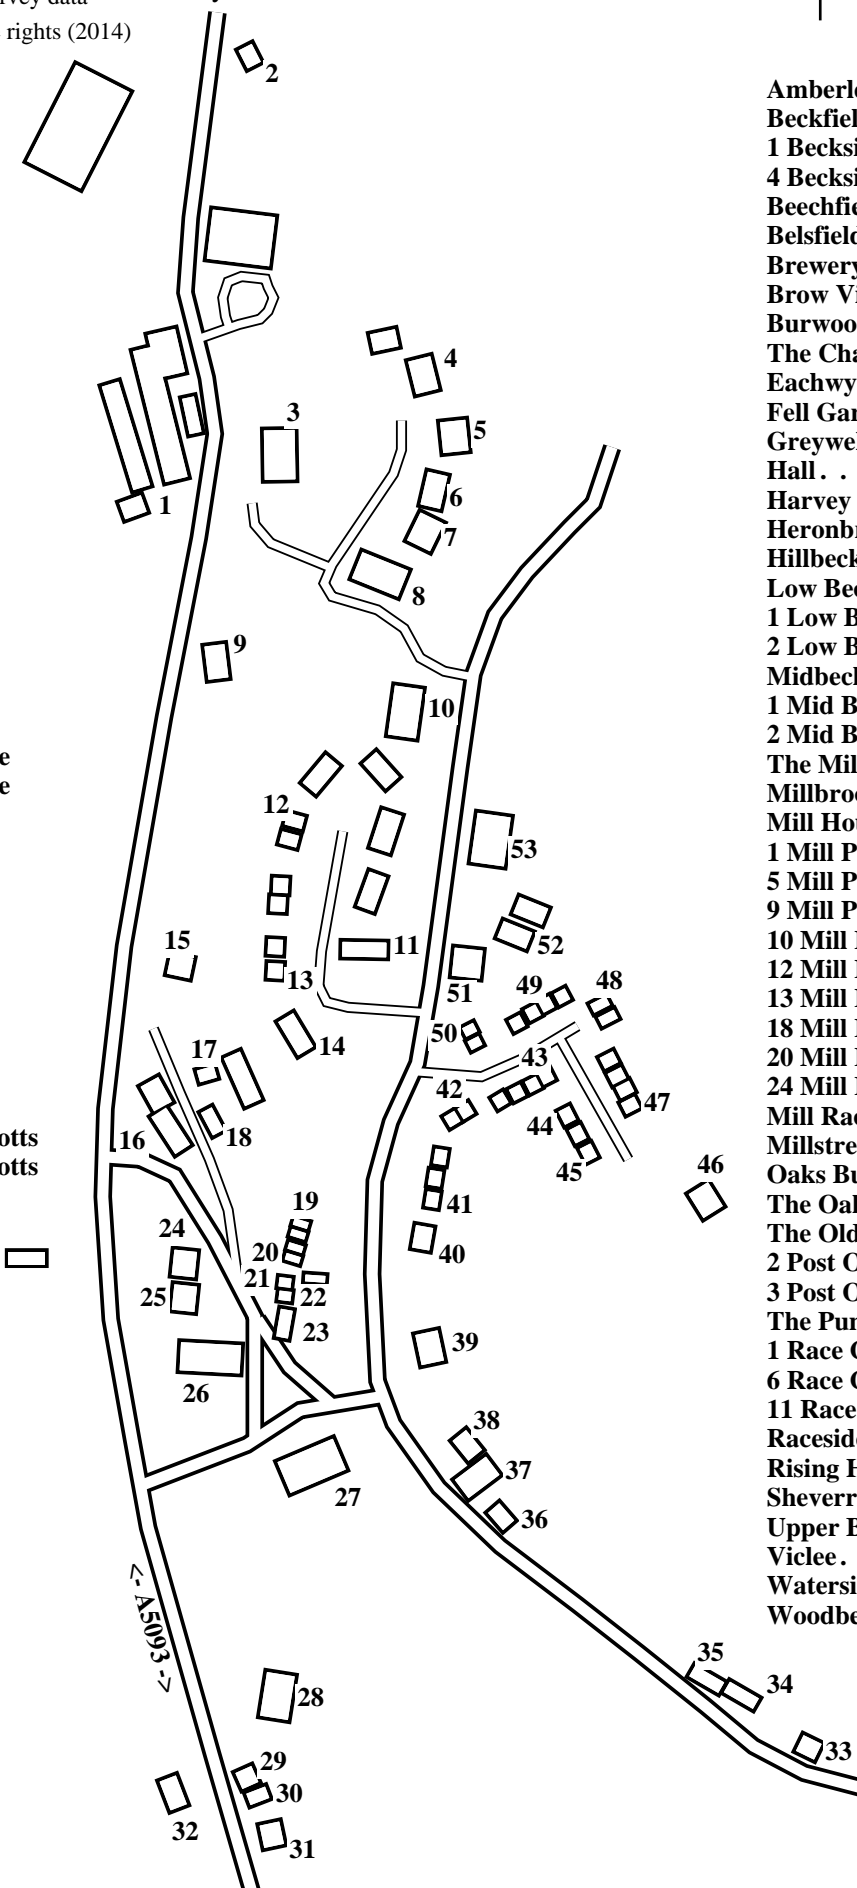 rvey data
rights (2014)
2
3
4
5
6
1
7
8
9
10
12
53
11
15
52
13
51
49
48
50
14
17
43
42
47
18
44
16
45
46
19
41
24
20
40
21
25
22
23
39
26
38
37
27
36
<- A5093 ->
35
28
34
33
29
30
32
31
e
e
otts
otts
Amberl
Beckfiel
1 Becksi
4 Becksi
Beechfie
Belsfield
Brewery
Brow Vi
Burwoo
The Cha
Eachwy
Fell Gar
Greywel
Hall . .
Harvey
Heronbr
Hillbeck
Low Bec
1 Low B
2 Low B
Midbeck
1 Mid B
2 Mid B
The Mil
Millbroo
Mill Hou
1 Mill P
5 Mill P
9 Mill P
10 Mill
12 Mill
13 Mill
18 Mill
20 Mill
24 Mill
Mill Rac
Millstre
Oaks Bu
The Oal
The Old
2 Post O
3 Post O
The Pun
1 Race
6 Race
11 Race
Raceside
Rising H
Sheverr
Upper B
Viclee .
Watersi
Woodbe